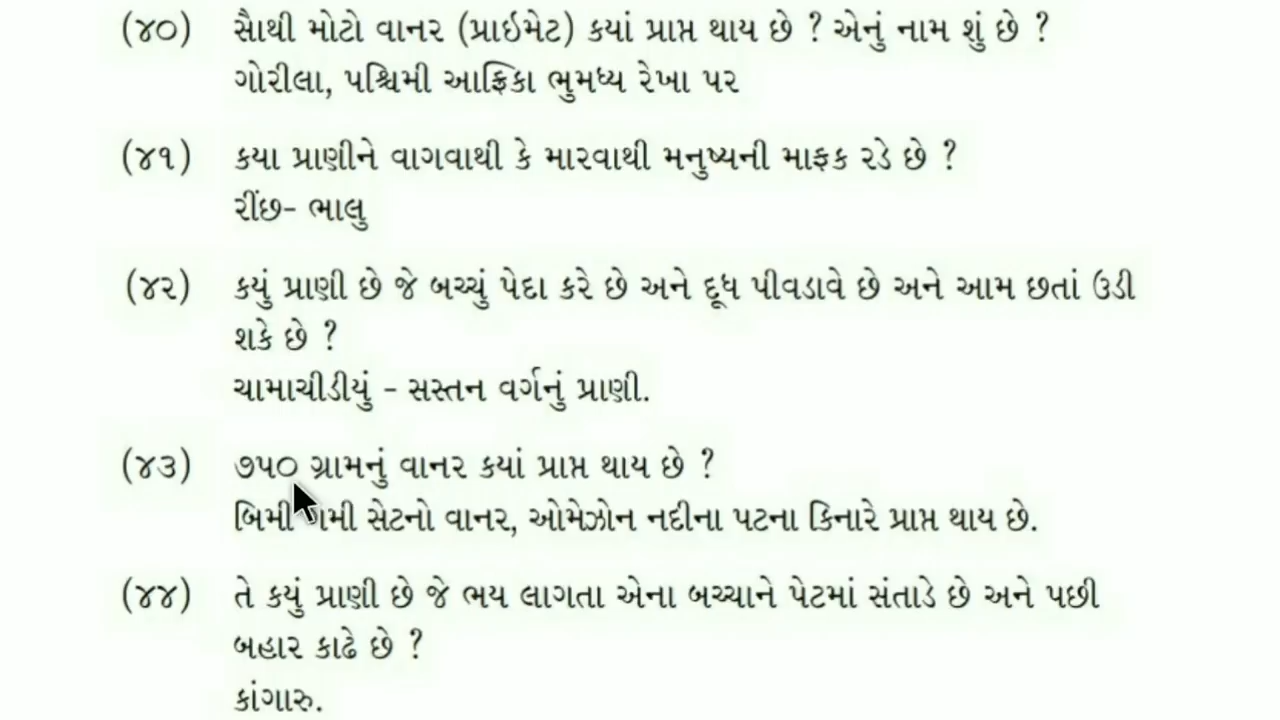 (૪૦) સૌથી મોટો વાનર (પ્રાઇમેટ) કયાં પ્રાપ્ત થાય છે ? એનું નામ શું છે ?
ગોરીલા, પશ્ચિમી આફ્રિકા ભુમધ્ય રેખા પર
(૪૧) કયા પ્રાણીને વાગવાથી કે મારવાથી મનુષ્યની માફક રડે છે ?
રીંછ- ભાલુ
(૪૨) કયું પ્રાણી છે જે બચ્ચું પેદા કરે છે અને દૂધ પીવડાવે છે અને આમ છતાં ઉડી
શકે છે ?
ચામાચીડીયું - સસ્તન વર્ગનું પ્રાણી.
(૪૩) ૭૫૦ ગ્રામનું વાનર કયાં પ્રાપ્ત થાય છે ?
બિમી સેટનો વાનર, ઓમેઝોન નદીના પટના કિનારે પ્રાપ્ત થાય છે.
(૪૪) તે કયું પ્રાણી છે જે ભય લાગતા એના બચ્ચાને પેટમાં સંતાડે છે અને પછી
બહાર કાઢે છે ?
કાંગારુ.